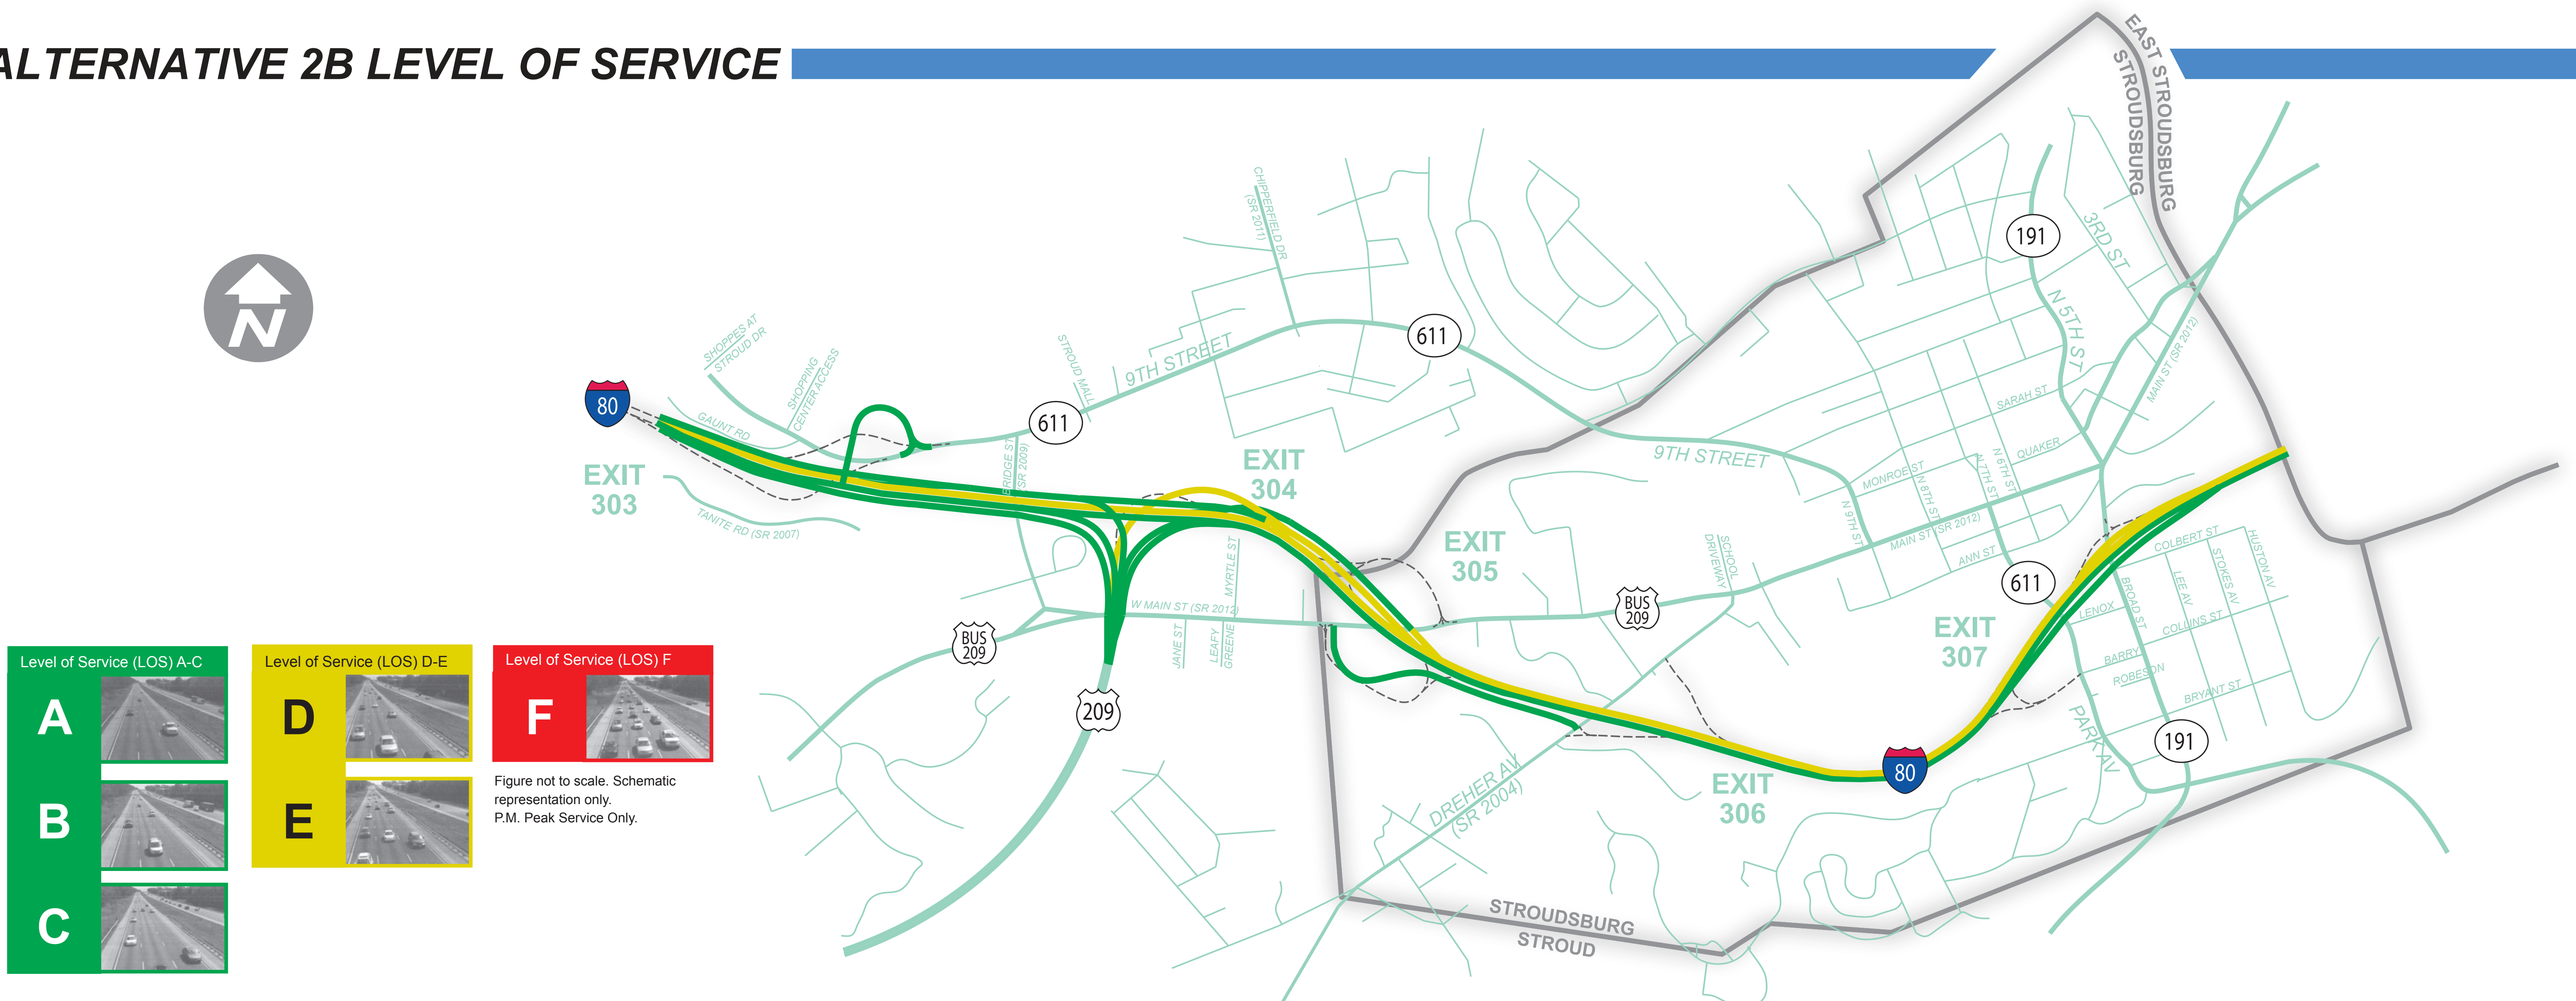 ALTERNATIVE 2B LEVEL OF SERVICE
EAST STROUDSBURG
STROUDSBURG
N
CHIPPERFIELD DR
(SR 2011)
191
3RD ST
N 5TH ST
MAIN ST (SR 2012)
SHOPPES AT
STROUD DR
SHOPPING
CENTER ACCESS
STROUD MALL
9TH STREET
611
80
GAUNT RD
611
BRIDGE ST
(SR 2009)
EXIT
303
TANITE RD (SR 2007)
EXIT
304
9TH STREET
SARAH ST
QUAKER
MONROE ST
N 6TH ST
N 7TH ST
N 8TH ST
N 9TH ST
MAIN ST (SR 2012)
ANN ST
EXIT
305
SCHOOL
DRIVEWAY
MYRTLE ST
W MAIN ST (SR 2012)
JANE ST
LEAFY
GREENE
BUS
209
BUS
209
209
611
EXIT
307
COLBERT ST
HUSTON AV
STOKES AV
LEE AV
BROAD ST
LENOX
COLLINS ST
BARRY
ROBESON
BRYANT ST
PARK AV
191
80
EXIT
306
DREHER AV
(SR 2004)
STROUDSBURG
STROUD
Level of Service (LOS) A-C
A
B
C
Level of Service (LOS) D-E
D
E
Level of Service (LOS) F
F
Figure not to scale. Schematic
representation only.
P.M. Peak Service Only.